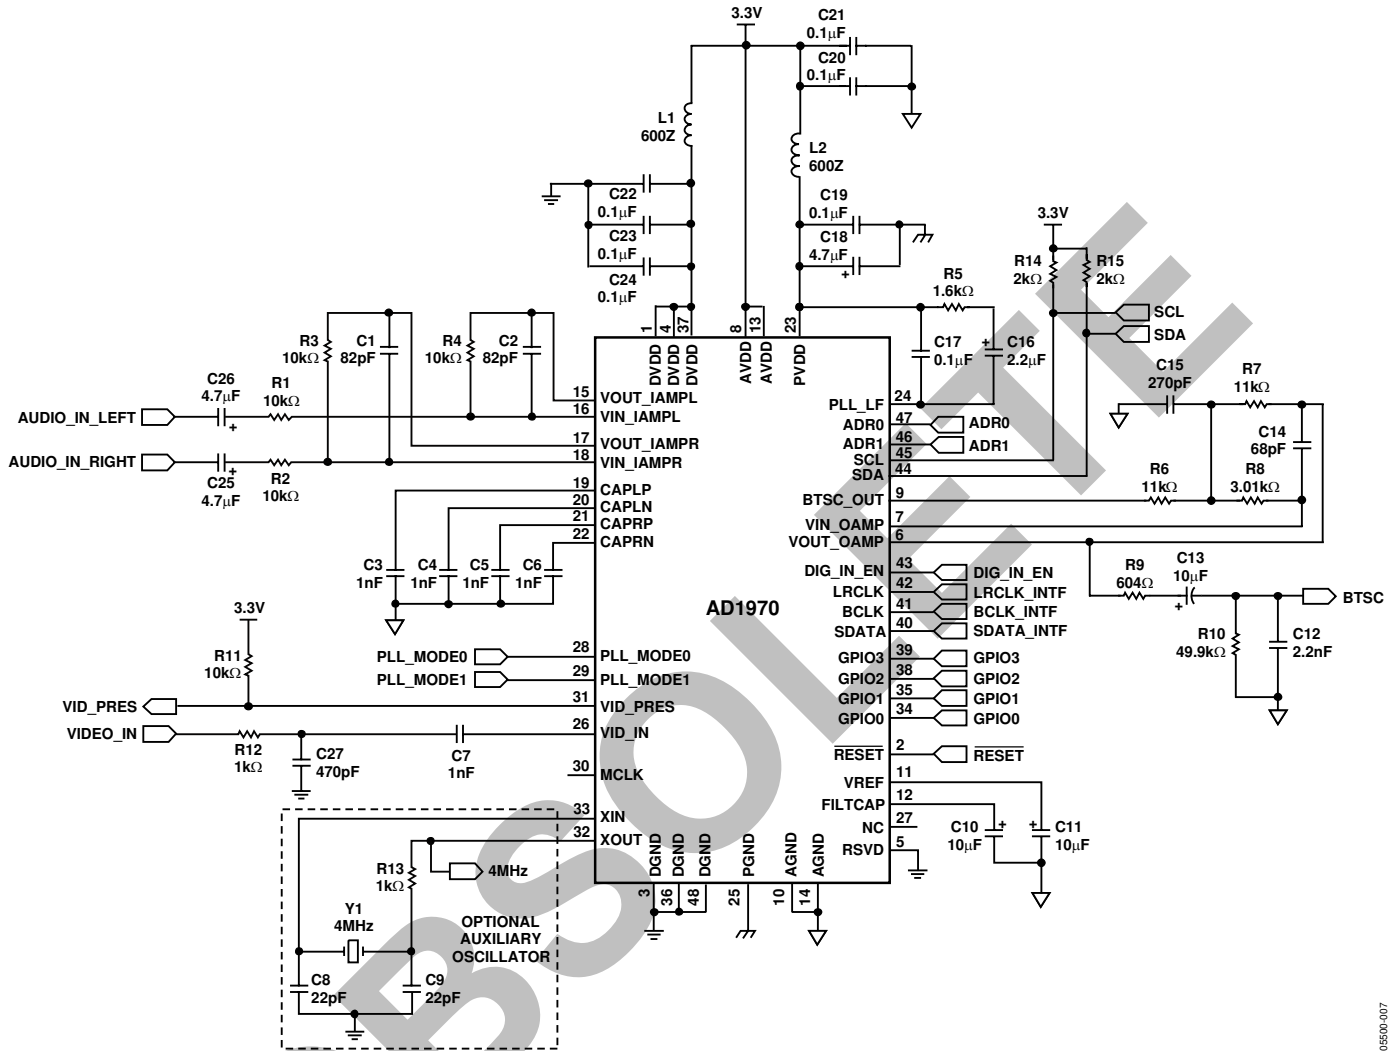 3.3V
C21
0.1μF
C20
0.1μF
L1
600Z
L2
600Z
C22
0.1μF
C23
0.1μF
C24
0.1μF
C19
0.1μF
C18
4.7μF
+
3.3V
R14
2kΩ
R15
2kΩ
SCL
SDA
R5
1.6kΩ
C17
0.1μF
+
C16
2.2μF
R3
10kΩ
C1
82pF
R4
10kΩ
C2
82pF
C26
4.7μF
+
R1
10kΩ
AUDIO_IN_LEFT
AUDIO_IN_RIGHT
+
C25
4.7μF
R2
10kΩ
1
4
37
8
13
23
DVDD
DVDD
DVDD
AVDD
AVDD
PVDD
15 VOUT_IAMPL
16 VIN_IAMPL
17 VOUT_IAMPR
18 VIN_IAMPR
19 CAPLP
20 CAPLN
21 CAPRP
22 CAPRN
C3
1nF
C4
1nF
C5
1nF
C6
1nF
AD1970
PLL_LF 24
ADR0 47 ADR0
ADR1 46 ADR1
SCL 45
SDA 44
BTSC_OUT 9
VIN_OAMP 7
VOUT_OAMP 6
DIG_IN_EN 43 DIG_IN_EN
LRCLK 42 LRCLK_INTF
BCLK 41 BCLK_INTF
SDATA 40 SDATA_INTF
GPIO3 39 GPIO3
GPIO2 38 GPIO2
GPIO1 35 GPIO1
GPIO0 34 GPIO0
RESET 2 RESET
VREF 11
FILTCAP 12
NC 27
RSVD 5
C15
270pF
R7
11kΩ
C14
68pF
R6
11kΩ
R8
3.01kΩ
R9
604Ω
C13
10μF
+
BTSC
R10
49.9kΩ
C12
2.2nF
C10
10μF
+
+
C11
10μF
3.3V
R11
10kΩ
PLL_MODE0 28 PLL_MODE0
PLL_MODE1 29 PLL_MODE1
VID_PRES 31 VID_PRES
VIDEO_IN 26 VID_IN
R12
1kΩ
C27
470pF
C7
1nF
30 MCLK
33 XIN
32 XOUT
R13
1kΩ
4MHz
Y1
4MHz
OPTIONAL
AUXILIARY
OSCILLATOR
C8
22pF
C9
22pF
DGND
DGND
DGND
PGND
AGND
AGND
3
36
48
25
10
14
OBSOLETE
05500-007